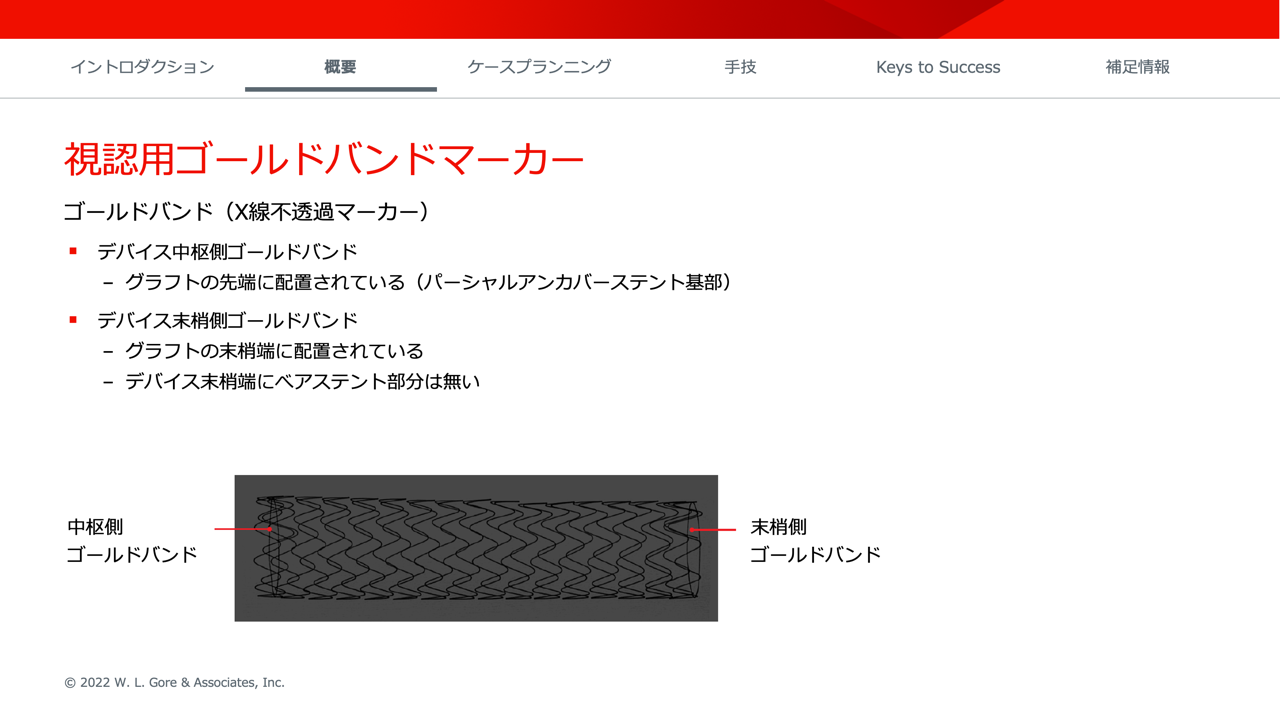 イントロダクション
概要
ケースプランニング
手技
Keys to Success
補足情報
視認用ゴールドバンドマーカー
ゴールドバンド（X線不透過マーカー）
▪ デバイス中枢側ゴールドバンド
– グラフトの先端に配置されている（パーシャルアンカバーステント基部）
▪ デバイス末梢側ゴールドバンド
– グラフトの末梢端に配置されている
– デバイス末梢端にベアステント部分は無い
中枢側
ゴールドバンド
末梢側
ゴールドバンド
© 2022 W. L. Gore & Associates, Inc.